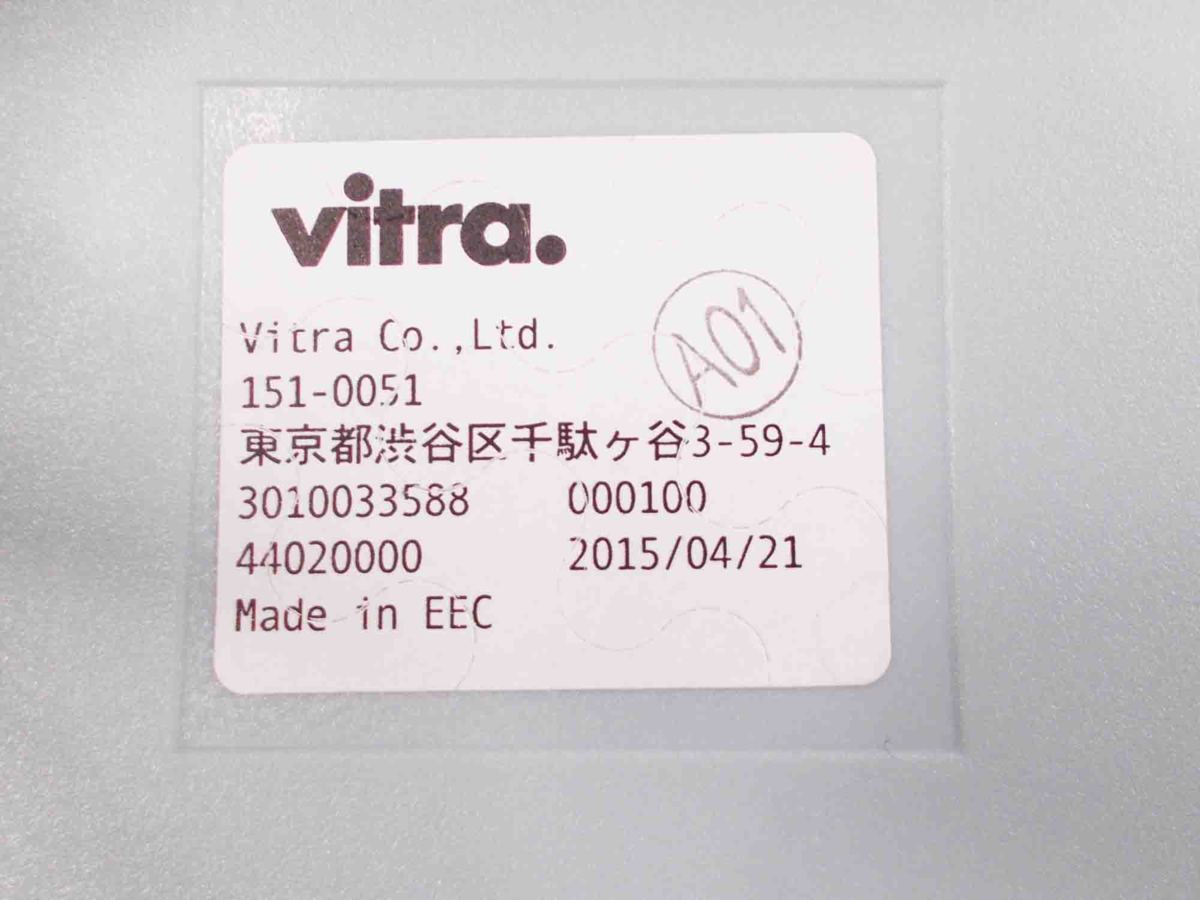 vitra.
Vitra Co.,Ltd.
A01
151-0051
東京都渋谷区千駄ヶ谷3-59-4
3010033588 000100
44020000 2015/04/21
Made in EEC